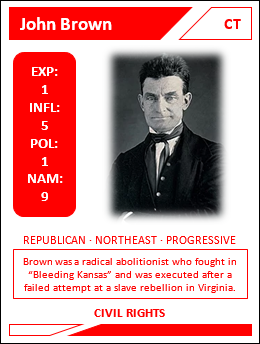 John Brown
CT
EXP:
1
INFL:
5
POL:
1
NAM:
9
REPUBLICAN · NORTHEAST · PROGRESSIVE
Brown was a radical abolitionist who fought in
“Bleeding Kansas” and was executed after a
failed attempt at a slave rebellion in Virginia.
CIVIL RIGHTS